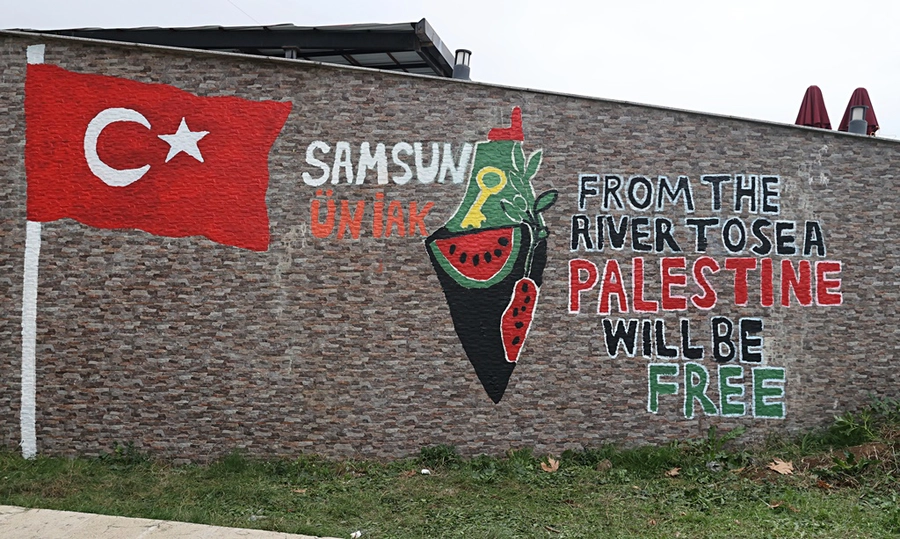 SAMSUN
ÜNİAK
FROM THE
RIVER TO SEA
PALESTINE
WILL BE
FREE